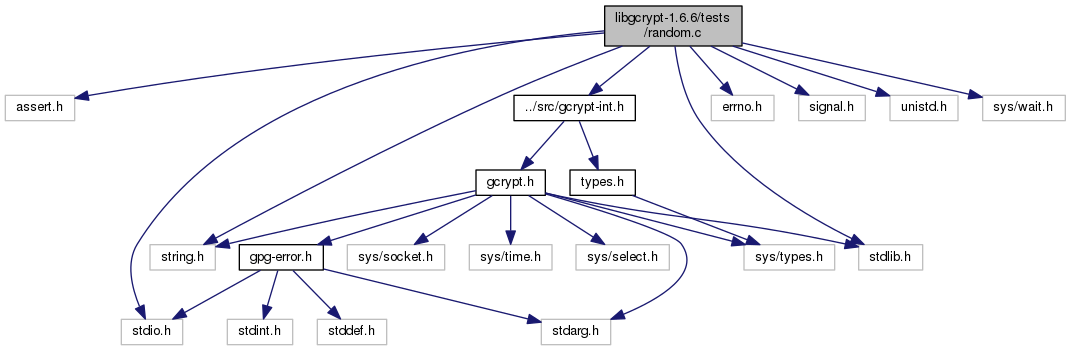 libgcrypt-1.6.6/tests
/random.c
assert.h
../src/gcrypt-int.h
errno.h
signal.h
unistd.h
sys/wait.h
gcrypt.h
types.h
string.h
gpg-error.h
sys/socket.h
sys/time.h
sys/select.h
sys/types.h
stdlib.h
stdio.h
stdint.h
stddef.h
stdarg.h